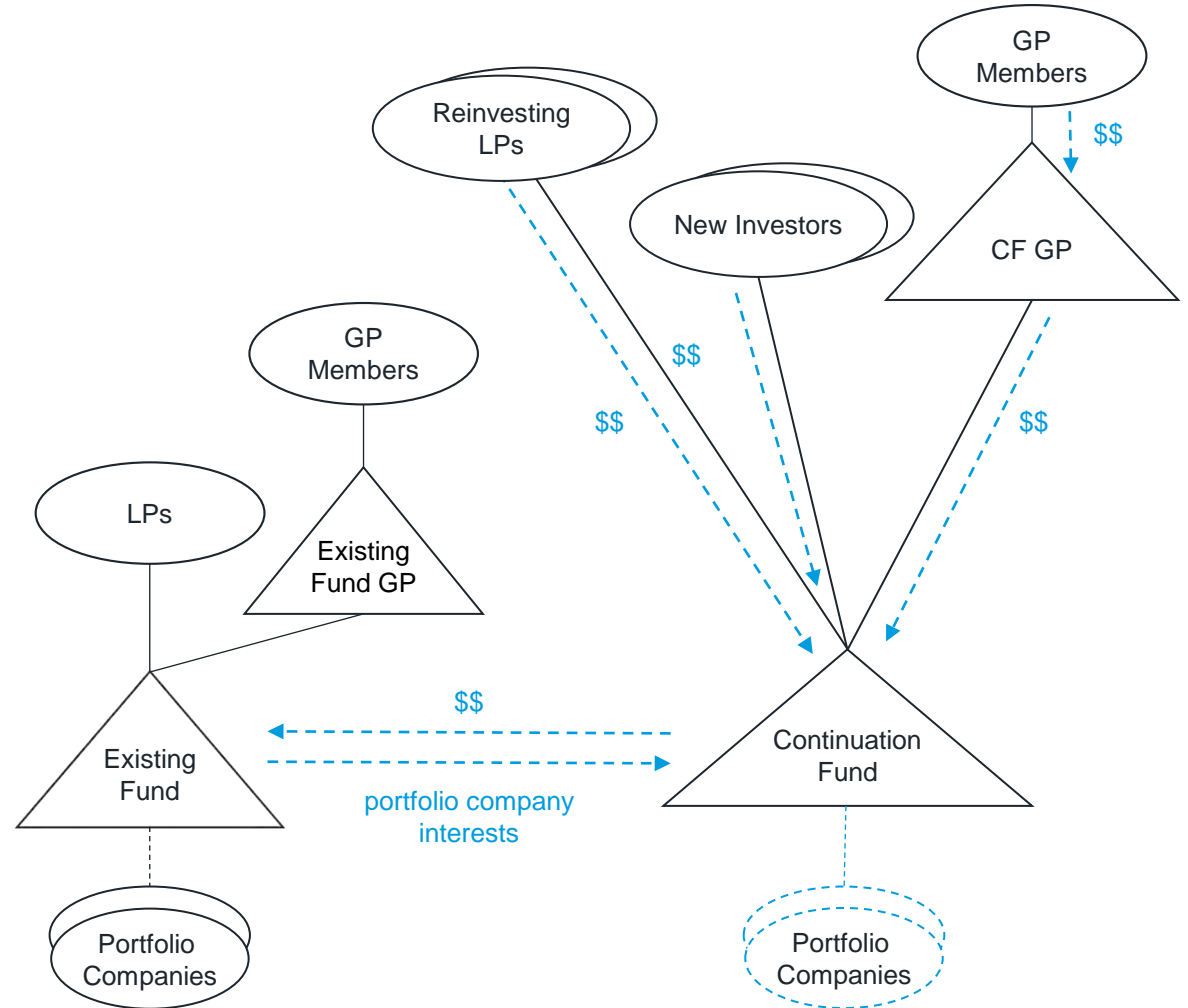 GP
Members
$$
Reinvesting
LPs
New Investors
CF GP
$$
$$
$$
GP
Members
LPs
Existing
Fund GP
$$
Existing
Fund
Continuation
Fund
portfolio company
interests
Portfolio
Companies
Portfolio
Companies